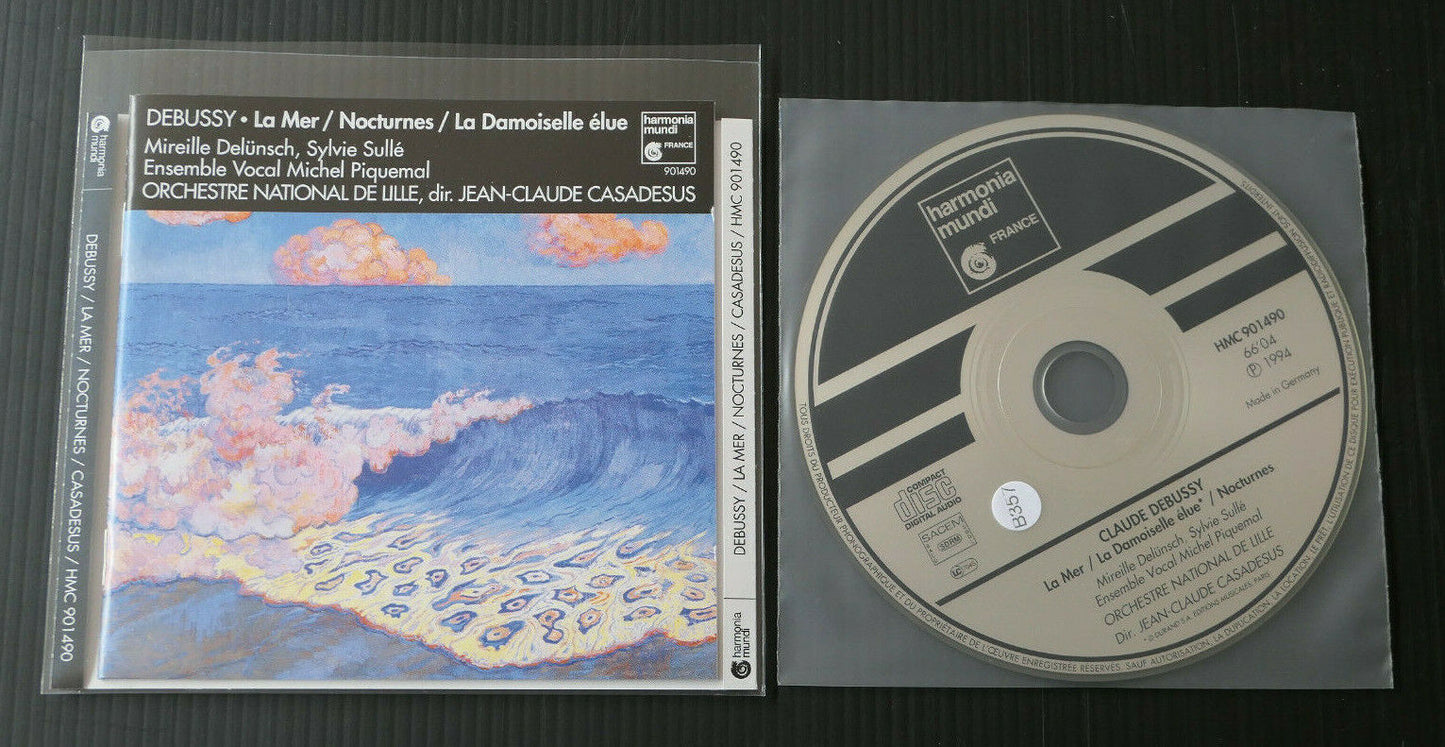 DEBUSSY • La Mer / Nocturnes / La Damoiselle élue
Mireille Delünsch, Sylvie Sullé
Ensemble Vocal Michel Piquemal
ORCHESTRE NATIONAL DE LILLE, dir. JEAN-CLAUDE CASADESUS
harmonia
mundi
FRANCE
901490
harmonia
mundi
DEBUSSY / LA MER / NOCTURNES / CASADESUS / HMC 901490
DEBUSSY / LA MER / NOCTURNES / CASADESUS / HMC 901490
harmonia
mundi
harmonia
mundi
FRANCE
HMC 901490
66'04
℗ 1994
Made in Germany
COMPACT
disc
DIGITAL AUDIO
SACEM
SDRM
B357
CLAUDE DEBUSSY
La Mer / La Damoiselle élue* / Nocturnes
Mireille Delünsch, Sylvie Sullé
Ensemble Vocal Michel Piquemal
ORCHESTRE NATIONAL DE LILLE
Dir. JEAN-CLAUDE CASADESUS
* © DURAND S.A. EDITIONS MUSICALES, PARIS
TOUS DROITS DU PRODUCTEUR PHONOGRAPHIQUE ET DU PROPRIÉTAIRE DE L'ŒUVRE ENREGISTRÉE RÉSERVÉS. SAUF AUTORISATION, LA DUPLICATION, LA LOCATION, LE PRÊT, L'UTILISATION DE CE DISQUE POUR EXÉCUTION PUBLIQUE ET RADIODIFFUSION SONT INTERDITS